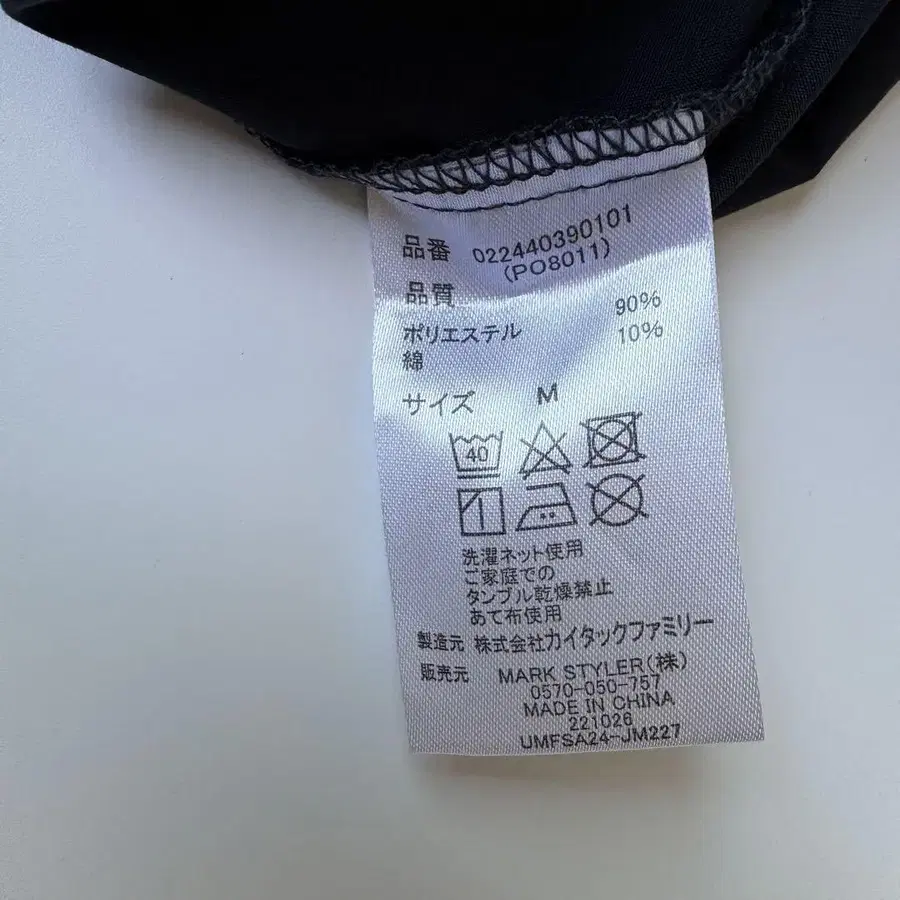 品番 022440390101
(PO8011)
品質
ポリエステル 90%
綿 10%
サイズ M
40
洗濯ネット使用
ご家庭での
タンブル乾燥禁止
あて布使用
製造元 株式会社カイタックファミリー
販売元 MARK STYLER(株)
0570-050-757
MADE IN CHINA
221026
UMFSA24-JM227